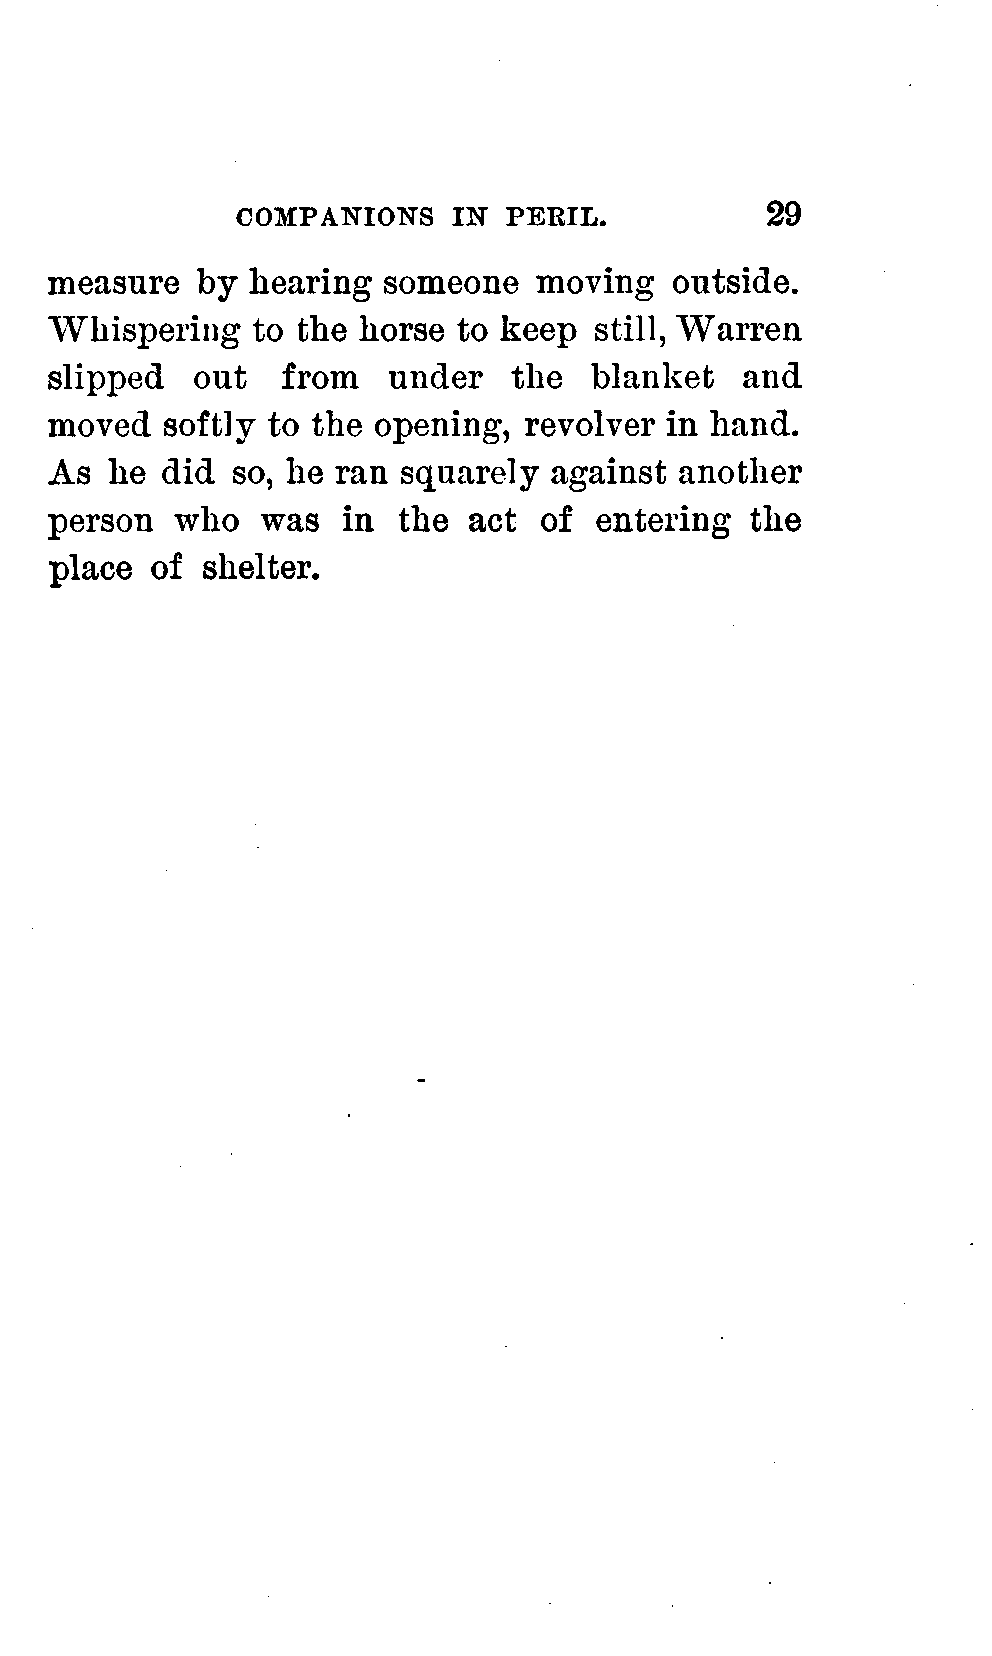 COMPANIONS IN PERIL. 29
measure by hearing someone moving outside.
Whispering to the horse to keep still, Warren
slipped out from under the blanket and
moved softly to the opening, revolver in hand.
As he did so, he ran squarely against another
person who was in the act of entering the
place of shelter.